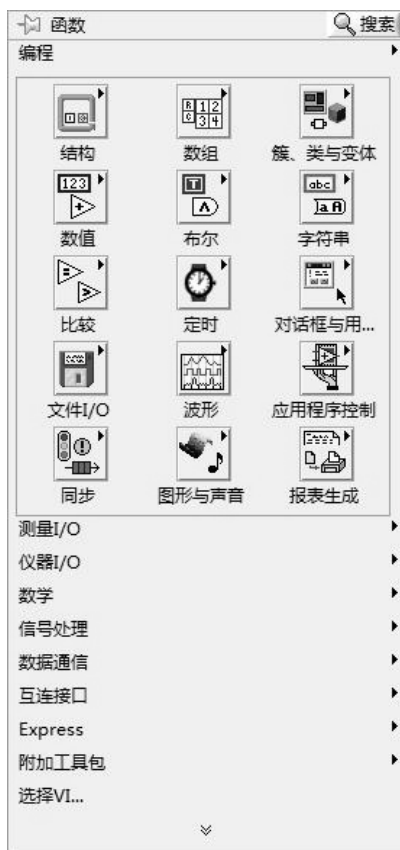 函数 搜索
编程
结构 数组 簇、类与变体
数值 布尔 字符串
比较 定时 对话框与用...
文件I/O 波形 应用程序控制
同步 图形与声音 报表生成
测量I/O
仪器I/O
数学
信号处理
数据通信
互连接口
Express
附加工具包
选择VI...